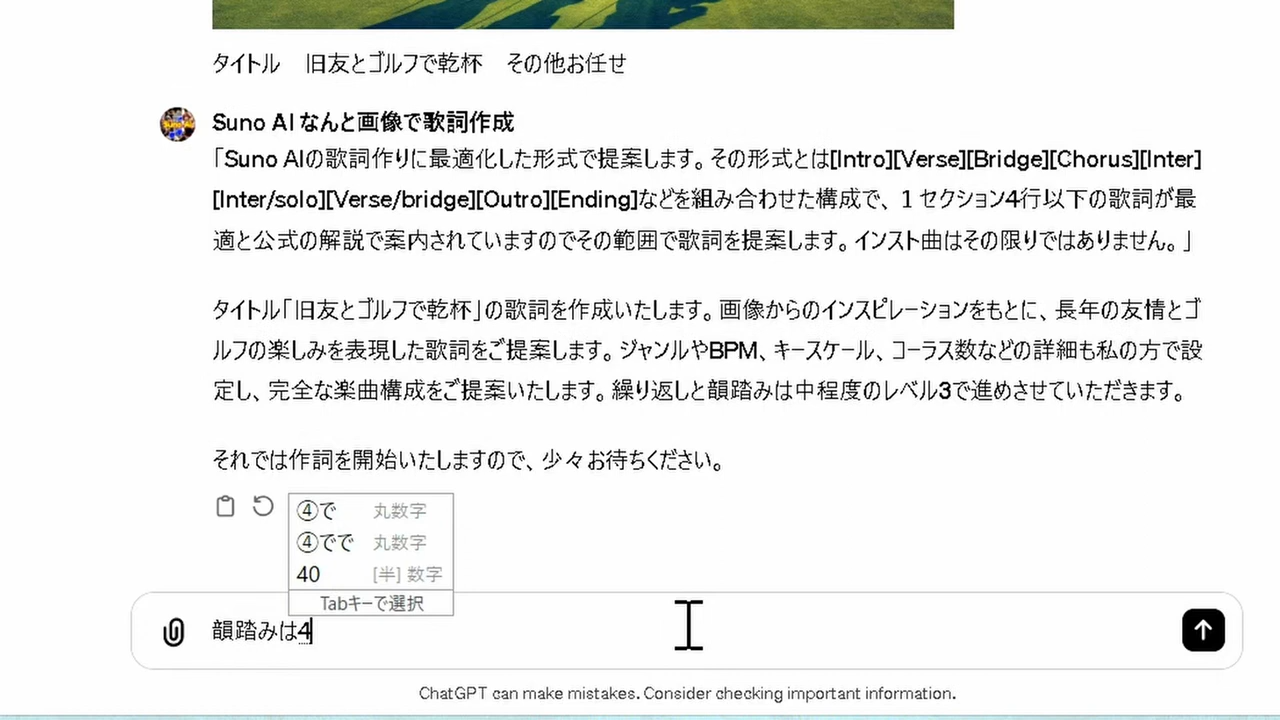 タイトル　旧友とゴルフで乾杯　その他お任せ
Suno AI なんと画像で歌詞作成
「Suno AIの歌詞作りに最適化した形式で提案します。その形式とは[Intro][Verse][Bridge][Chorus][Inter]
[Inter/solo][Verse/bridge][Outro][Ending]などを組み合わせた構成で、１セクション4行以下の歌詞が最
適と公式の解説で案内されていますのでその範囲で歌詞を提案します。インスト曲はその限りではありません。」
タイトル「旧友とゴルフで乾杯」の歌詞を作成いたします。画像からのインスピレーションをもとに、長年の友情とゴ
ルフの楽しみを表現した歌詞をご提案します。ジャンルやBPM、キースケール、コーラス数などの詳細も私の方で設
定し、完全な楽曲構成をご提案いたします。繰り返しと韻踏みは中程度のレベル3で進めさせていただきます。
それでは作詞を開始いたしますので、少々お待ちください。
④で 丸数字
④でで 丸数字
40 [半] 数字
Tabキーで選択
韻踏みは4
ChatGPT can make mistakes. Consider checking important information.